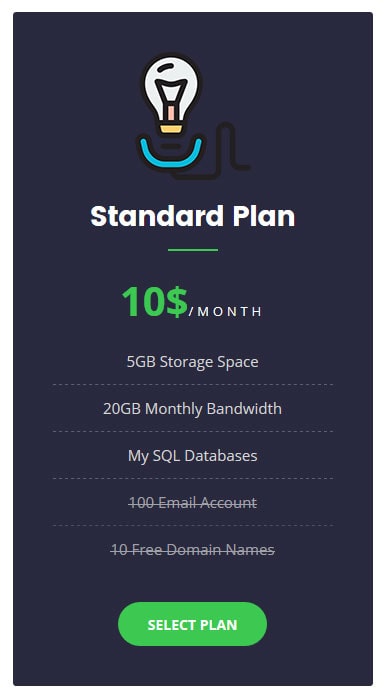 Standard Plan
10$/MONTH
5GB Storage Space
20GB Monthly Bandwidth
My SQL Databases
100 Email Account
10 Free Domain Names
SELECT PLAN